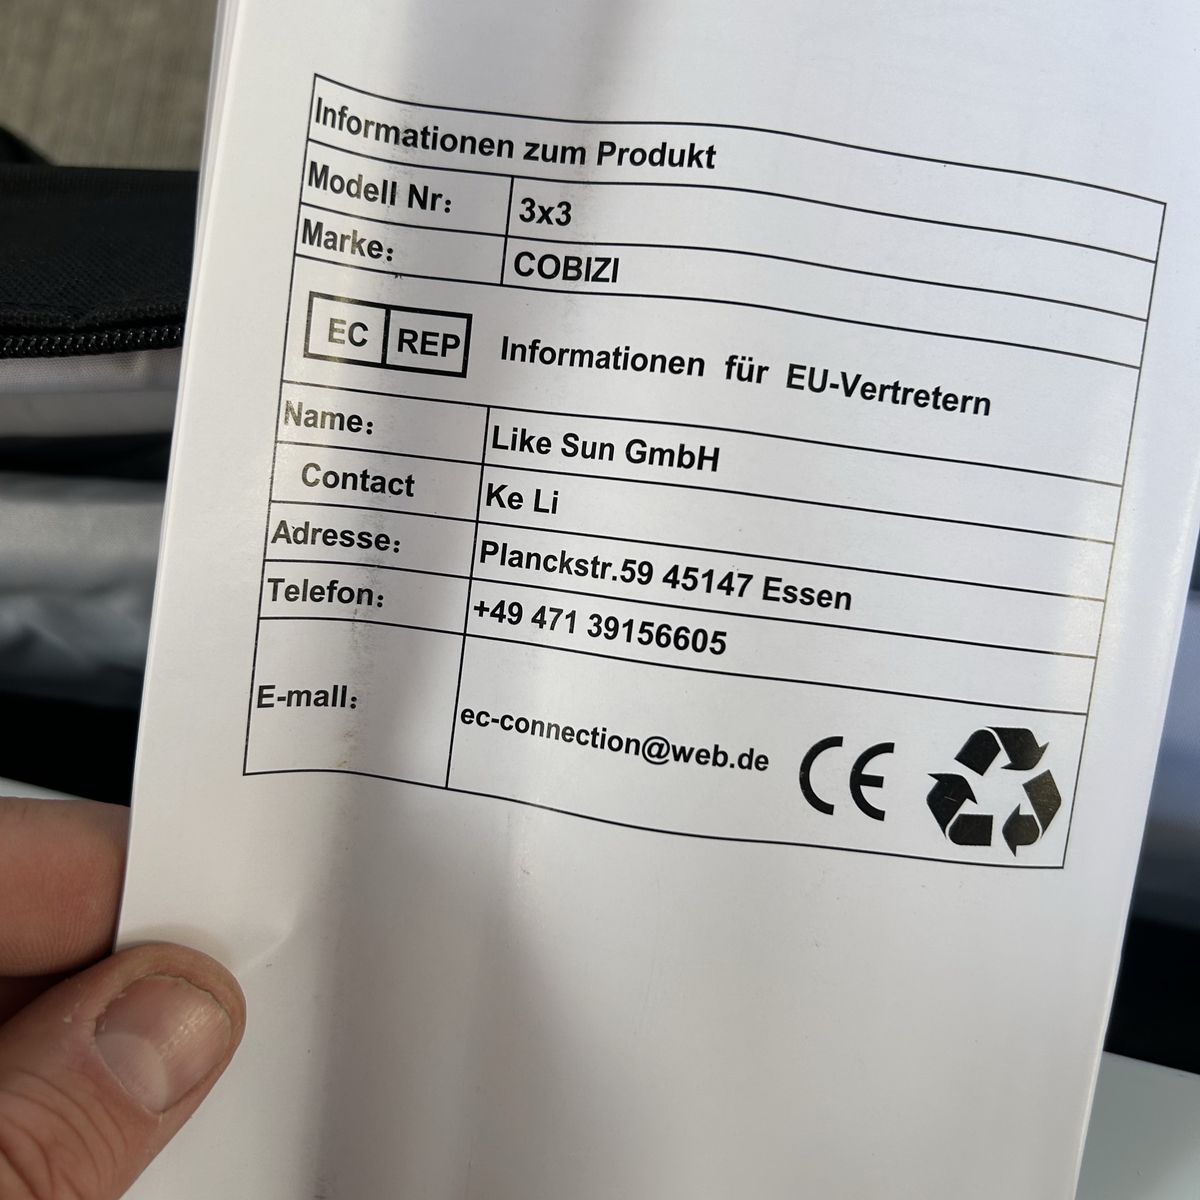 Informationen zum Produkt
Modell Nr: 3x3
Marke: COBIZI
EC REP Informationen für EU-Vertretern
Name: Like Sun GmbH
Contact Ke Li
Adresse: Planckstr.59 45147 Essen
Telefon: +49 471 39156605
E-mall: ec-connection@web.de CE